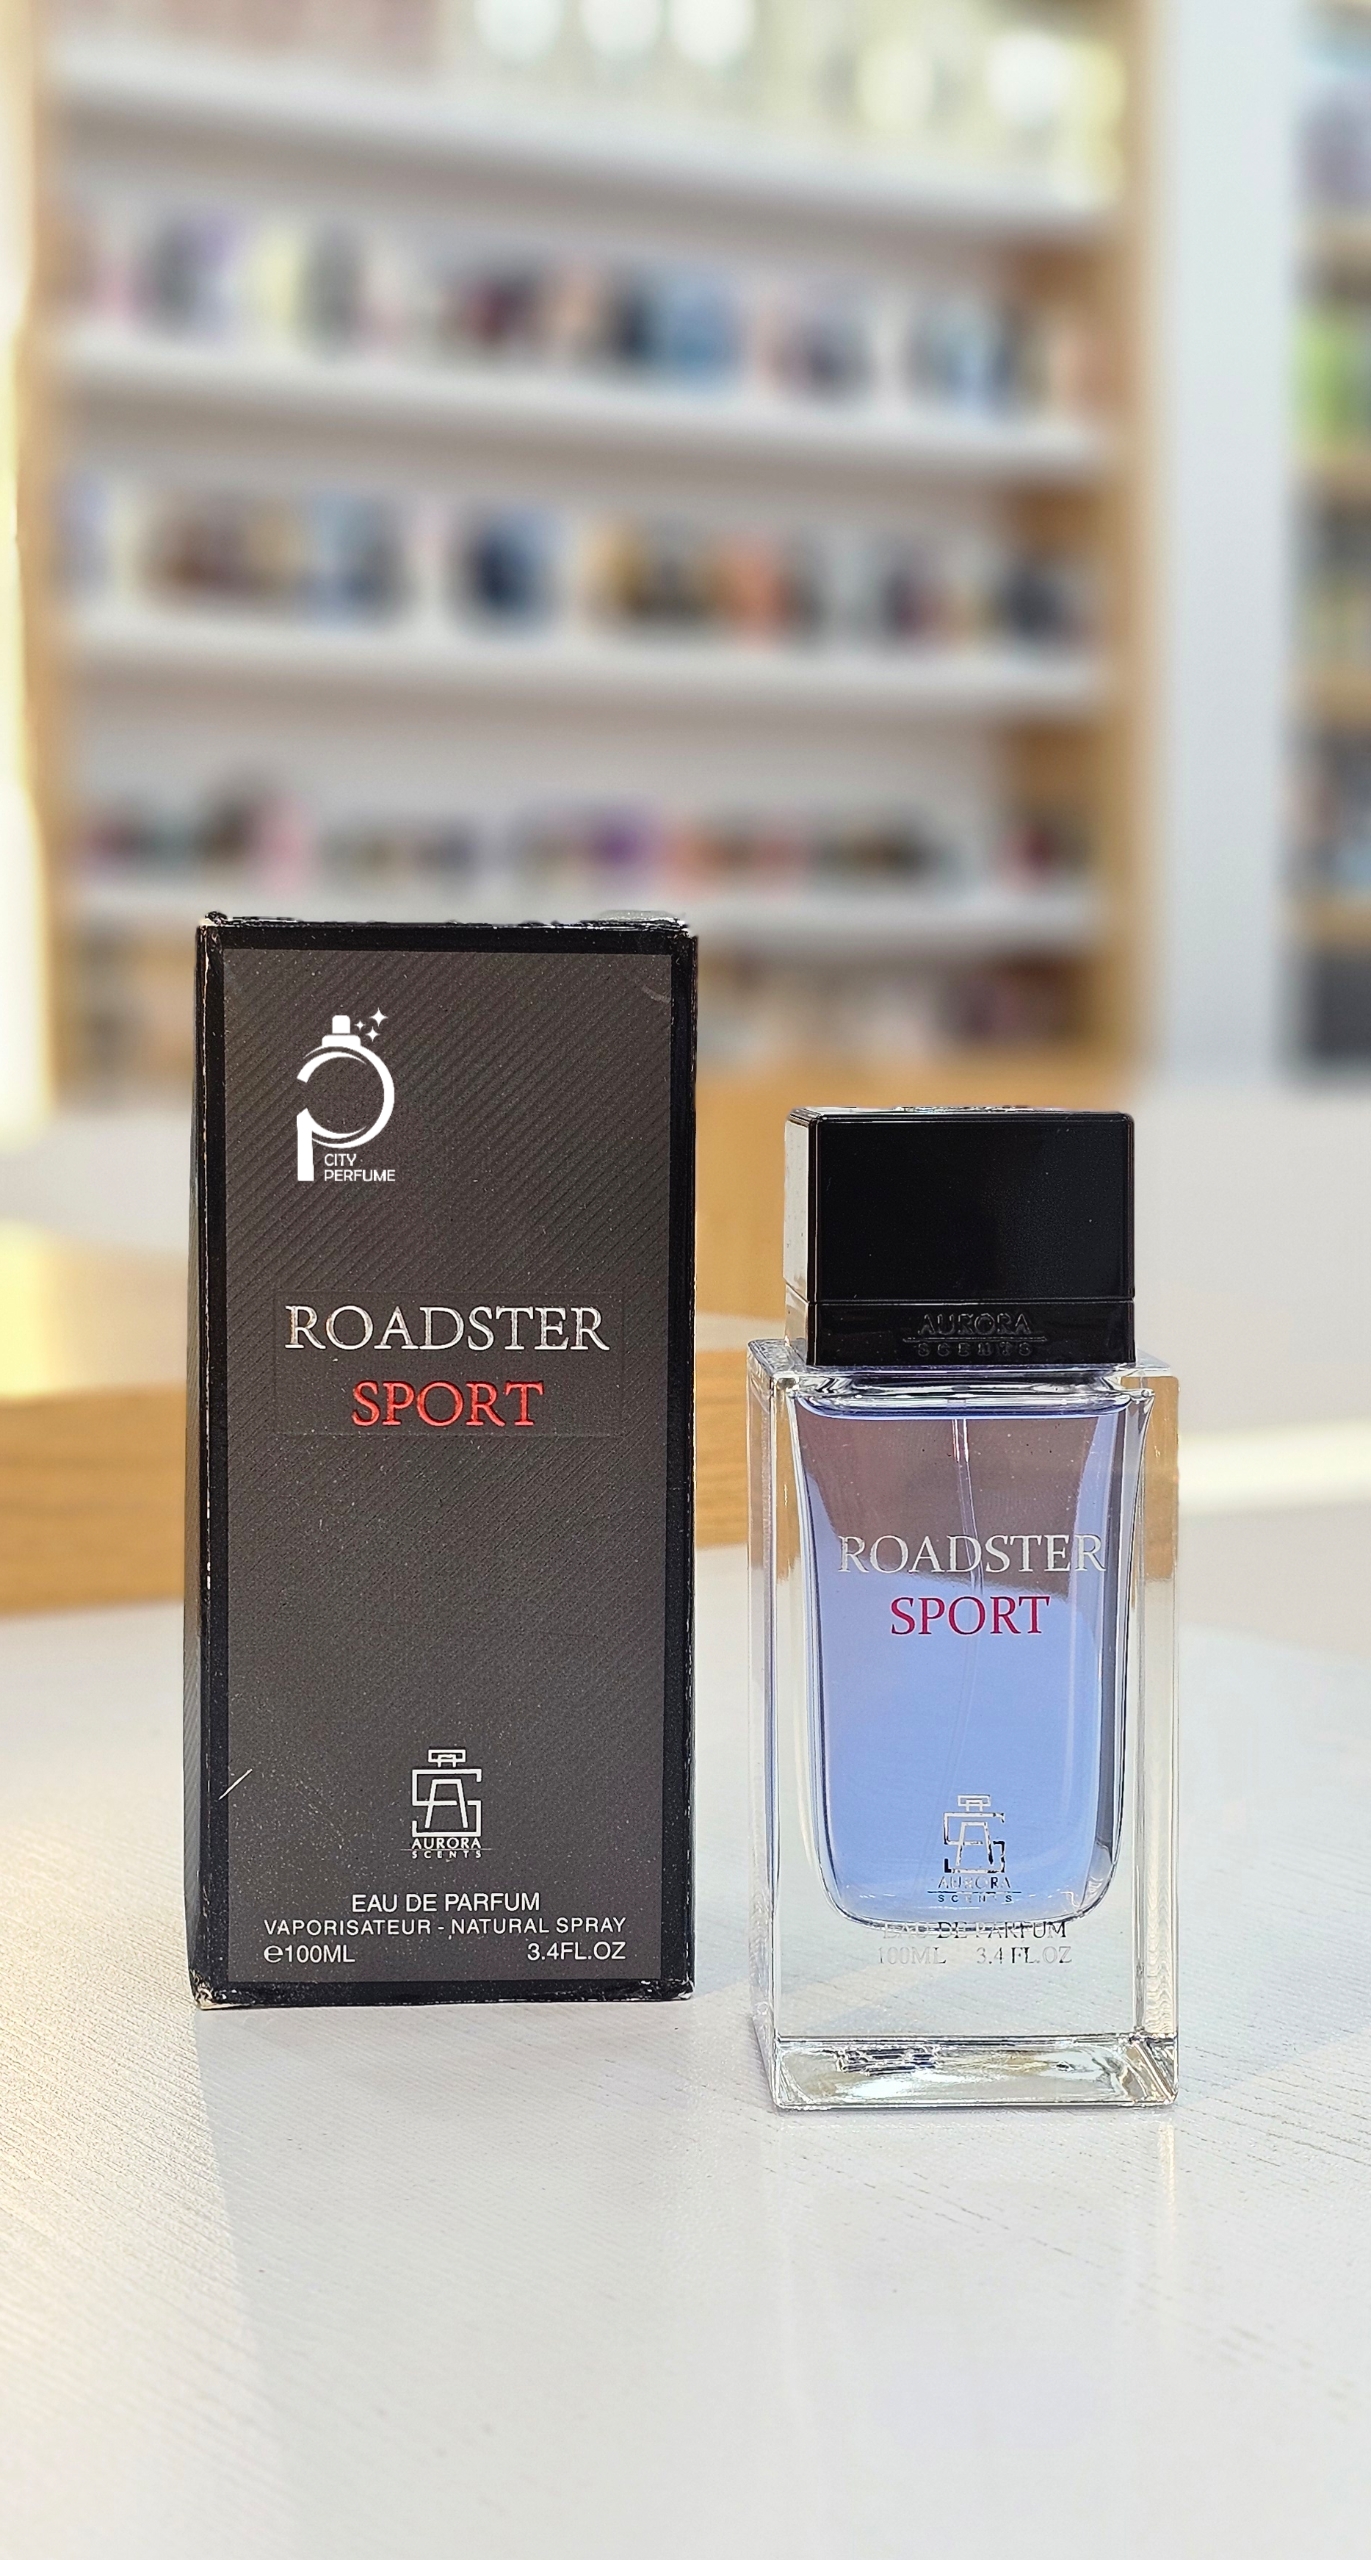 CITY
PERFUME
ROADSTER
SPORT
AURORA
SCENTS
EAU DE PARFUM
VAPORISATEUR - NATURAL SPRAY
℮100ML 3.4FL.OZ
AURORA
SCENTS
ROADSTER
SPORT
AURORA
SCENTS
EAU DE PARFUM
100ML 3.4 FL.OZ